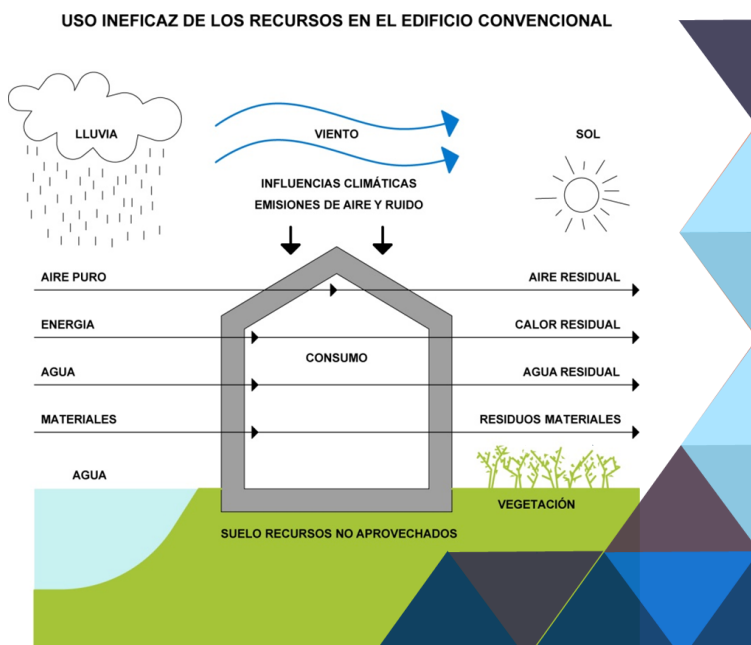 USO INEFICAZ DE LOS RECURSOS EN EL EDIFICIO CONVENCIONAL
LLUVIA
VIENTO
SOL
INFLUENCIAS CLIMÁTICAS
EMISIONES DE AIRE Y RUIDO
AIRE PURO
AIRE RESIDUAL
ENERGIA
CALOR RESIDUAL
CONSUMO
AGUA
AGUA RESIDUAL
MATERIALES
RESIDUOS MATERIALES
AGUA
VEGETACIÓN
SUELO RECURSOS NO APROVECHADOS